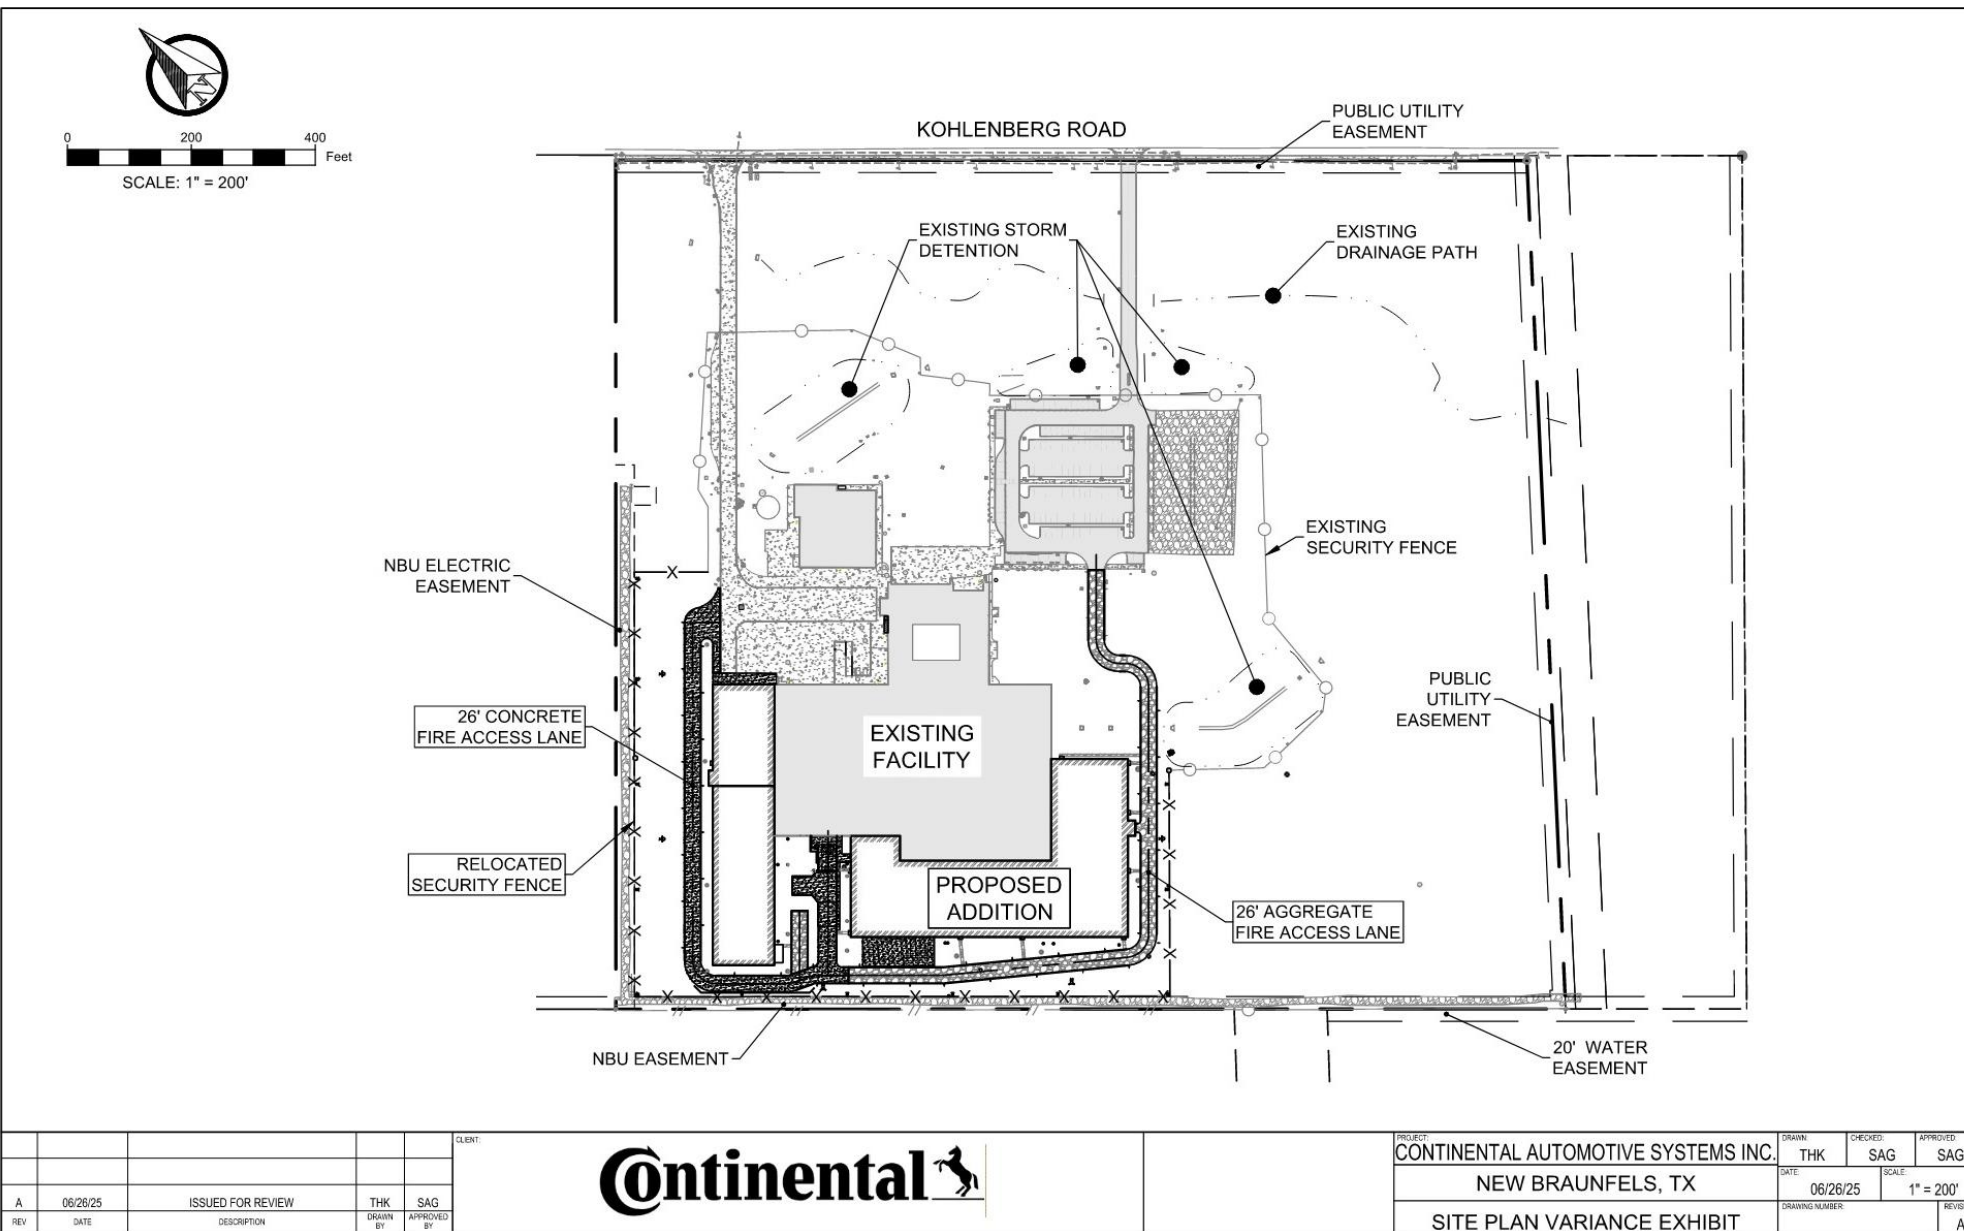 N
0 200 400
Feet
SCALE: 1" = 200'
KOHLENBERG ROAD
PUBLIC UTILITY
EASEMENT
EXISTING STORM
DETENTION
EXISTING
DRAINAGE PATH
EXISTING
SECURITY FENCE
NBU ELECTRIC
EASEMENT
PUBLIC
UTILITY
EASEMENT
26' CONCRETE
FIRE ACCESS LANE
EXISTING
FACILITY
RELOCATED
SECURITY FENCE
PROPOSED
ADDITION
26' AGGREGATE
FIRE ACCESS LANE
NBU EASEMENT
20' WATER
EASEMENT
A 06/26/25 ISSUED FOR REVIEW THK SAG
REV DATE DESCRIPTION DRAWN BY APPROVED BY
CLIENT:
Continental
PROJECT:
CONTINENTAL AUTOMOTIVE SYSTEMS INC.
NEW BRAUNFELS, TX
SITE PLAN VARIANCE EXHIBIT
DRAWN: CHECKED: APPROVED:
THK SAG SAG
DATE: SCALE:
06/26/25 1" = 200'
DRAWING NUMBER: REVIS
A